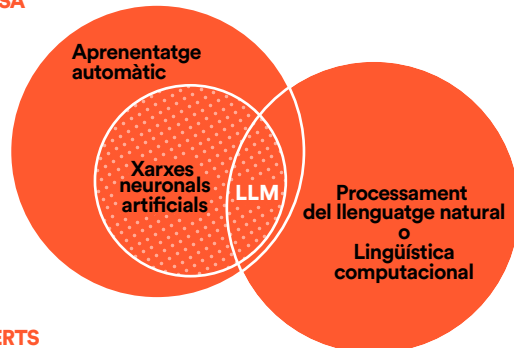 SA
Aprenentatge
automàtic
Xarxes
neuronals
artificials
LLM
Processament
del llenguatge natural
o
Lingüística
computacional
ERTS